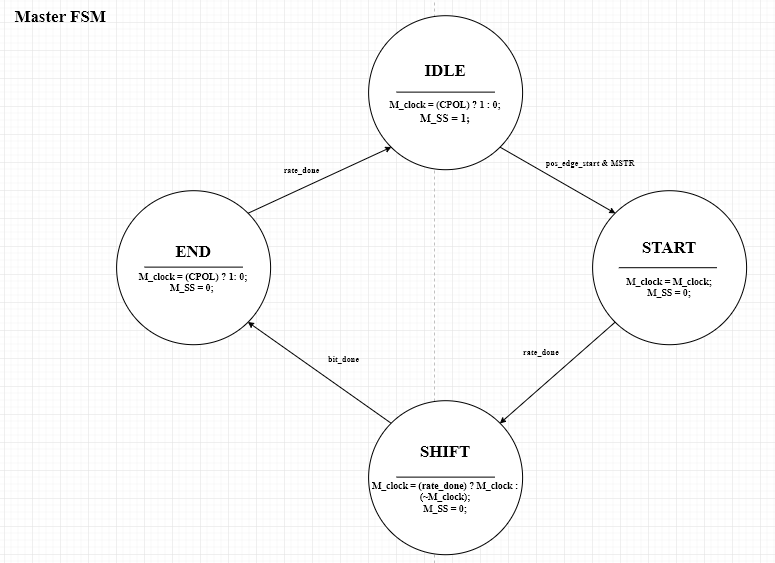 Master FSM
IDLE
M_clock = (CPOL) ? 1 : 0;
M_SS = 1;
rate_done
pos_edge_start & MSTR
END
M_clock = (CPOL) ? 1: 0;
M_SS = 0;
START
M_clock = M_clock;
M_SS = 0;
bit_done
rate_done
SHIFT
M_clock = (rate_done) ? M_clock :
(~M_clock);
M_SS = 0;